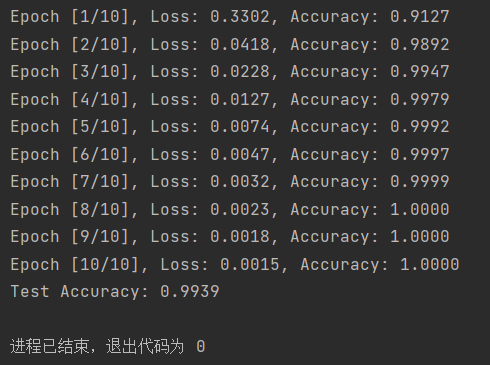 Epoch [1/10], Loss: 0.3302, Accuracy: 0.9127
Epoch [2/10], Loss: 0.0418, Accuracy: 0.9892
Epoch [3/10], Loss: 0.0228, Accuracy: 0.9947
Epoch [4/10], Loss: 0.0127, Accuracy: 0.9979
Epoch [5/10], Loss: 0.0074, Accuracy: 0.9992
Epoch [6/10], Loss: 0.0047, Accuracy: 0.9997
Epoch [7/10], Loss: 0.0032, Accuracy: 0.9999
Epoch [8/10], Loss: 0.0023, Accuracy: 1.0000
Epoch [9/10], Loss: 0.0018, Accuracy: 1.0000
Epoch [10/10], Loss: 0.0015, Accuracy: 1.0000
Test Accuracy: 0.9939
进程已结束，退出代码为 0